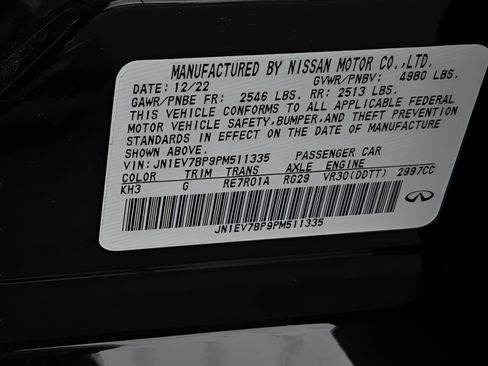 MANUFACTURED BY NISSAN MOTOR CO.,LTD.
DATE: 12/22 GVWR/PNBV: 4980 LBS.
GAWR/PNBE FR: 2546 LBS. RR: 2513 LBS.
THIS VEHICLE CONFORMS TO ALL APPLICABLE FEDERAL
MOTOR VEHICLE SAFETY,BUMPER,AND THEFT PREVENTION
STANDARDS IN EFFECT ON THE DATE OF MANUFACTURE
SHOWN ABOVE.
VIN:JN1EV7BP9PM511335 PASSENGER CAR
COLOR TRIM TRANS AXLE ENGINE
KH3 G RE7R01A RG29 VR30(DDTT) 2997CC
JN1EV7BP9PM511335